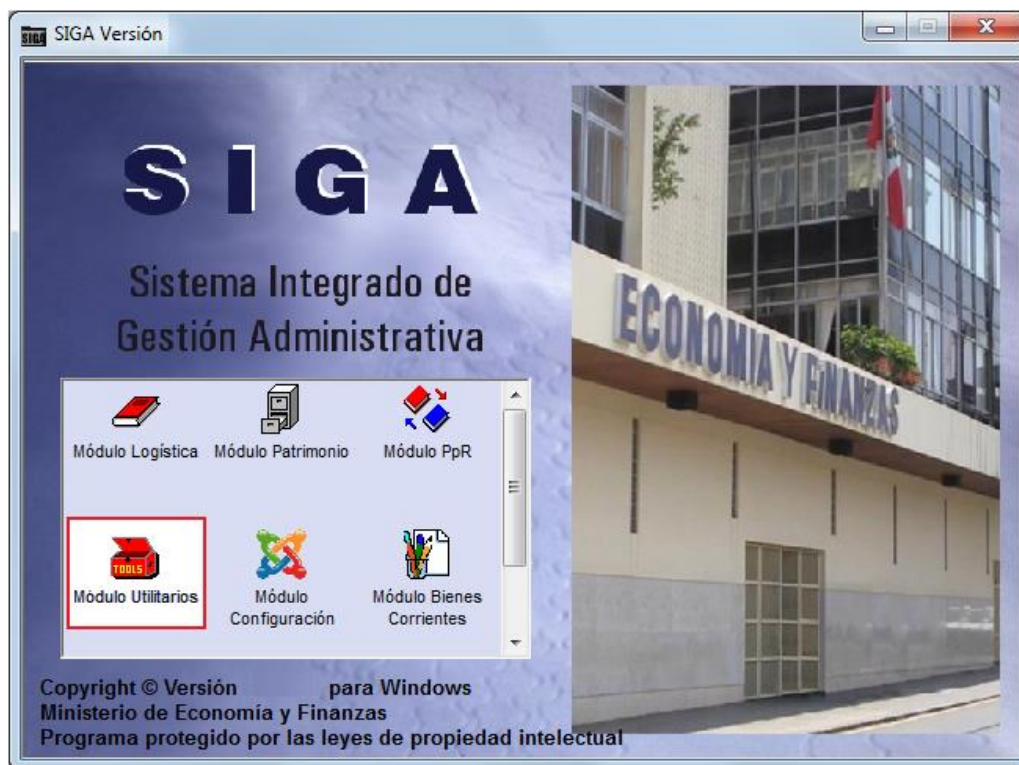 SIGA Versión
SIGA
Sistema Integrado de
Gestión Administrativa
ECONOMIA Y FINANZAS
Módulo Logística
Módulo Patrimonio
Módulo PpR
TOOLS
Módulo Utilitarios
Módulo
Configuración
Módulo Bienes
Corrientes
Copyright © Versión para Windows
Ministerio de Economía y Finanzas
Programa protegido por las leyes de propiedad intelectual